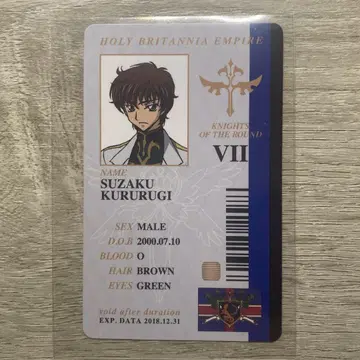 HOLY BRITANNIA EMPIRE
KNIGHTS
OF THE ROUND
VII
NAME
SUZAKU
KURURUGI
SEX MALE
D.O.B 2000.07.10
BLOOD O
HAIR BROWN
EYES GREEN
void after duration
EXP. DATA 2018.12.31